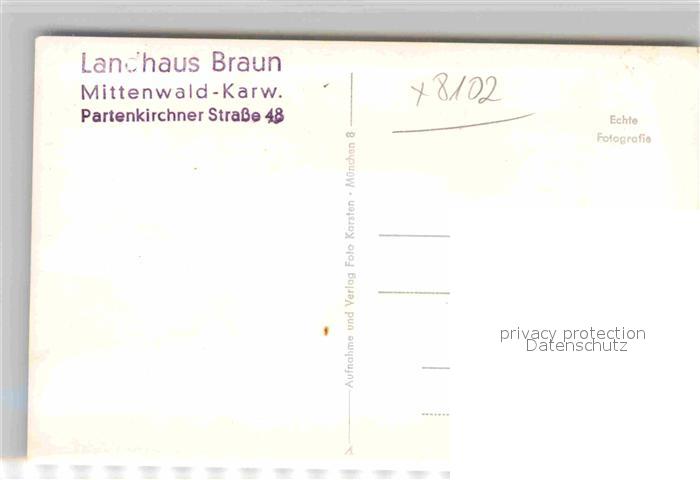 Landhaus Braun
Mittenwald-Karw.
Partenkirchner Straße 48
x 8102
Echte
Fotografie
Aufnahme und Verlag Foto Karsten · München 8
privacy protection
Datenschutz